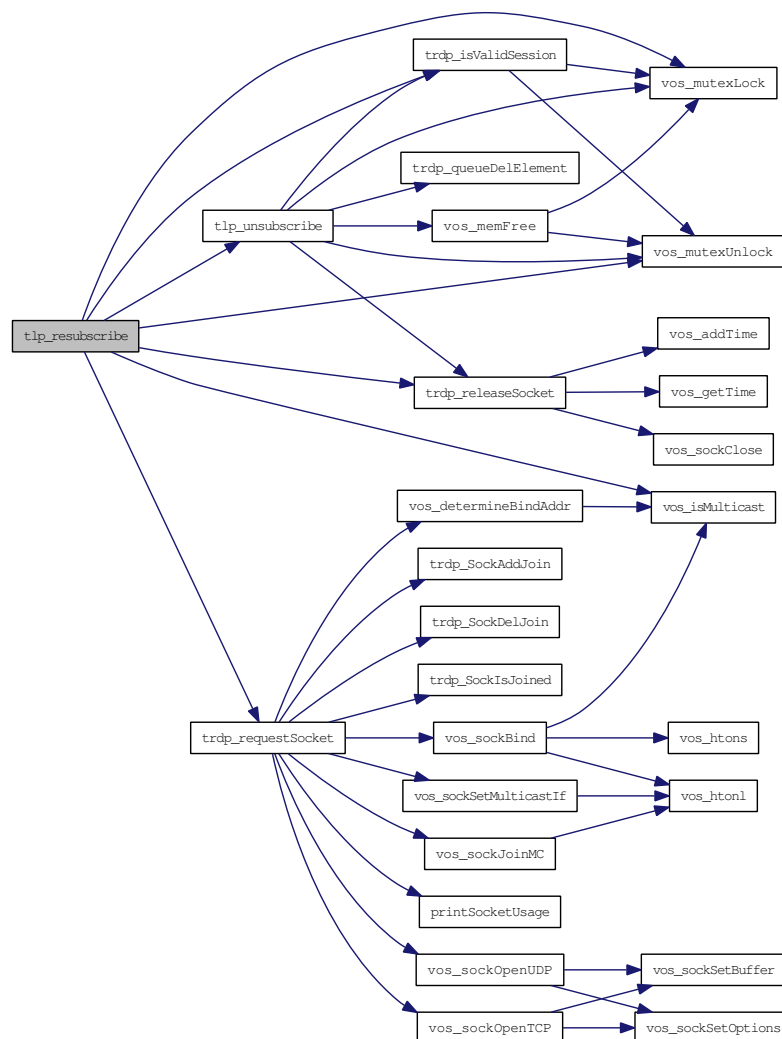 trdp_isValidSession
vos_mutexLock
trdp_queueDelElement
tlp_unsubscribe
vos_memFree
vos_mutexUnlock
tlp_resubscribe
vos_addTime
trdp_releaseSocket
vos_getTime
vos_sockClose
vos_determineBindAddr
vos_isMulticast
trdp_SockAddJoin
trdp_SockDelJoin
trdp_SockIsJoined
trdp_requestSocket
vos_sockBind
vos_htons
vos_sockSetMulticastIf
vos_htonl
vos_sockJoinMC
printSocketUsage
vos_sockOpenUDP
vos_sockSetBuffer
vos_sockOpenTCP
vos_sockSetOptions